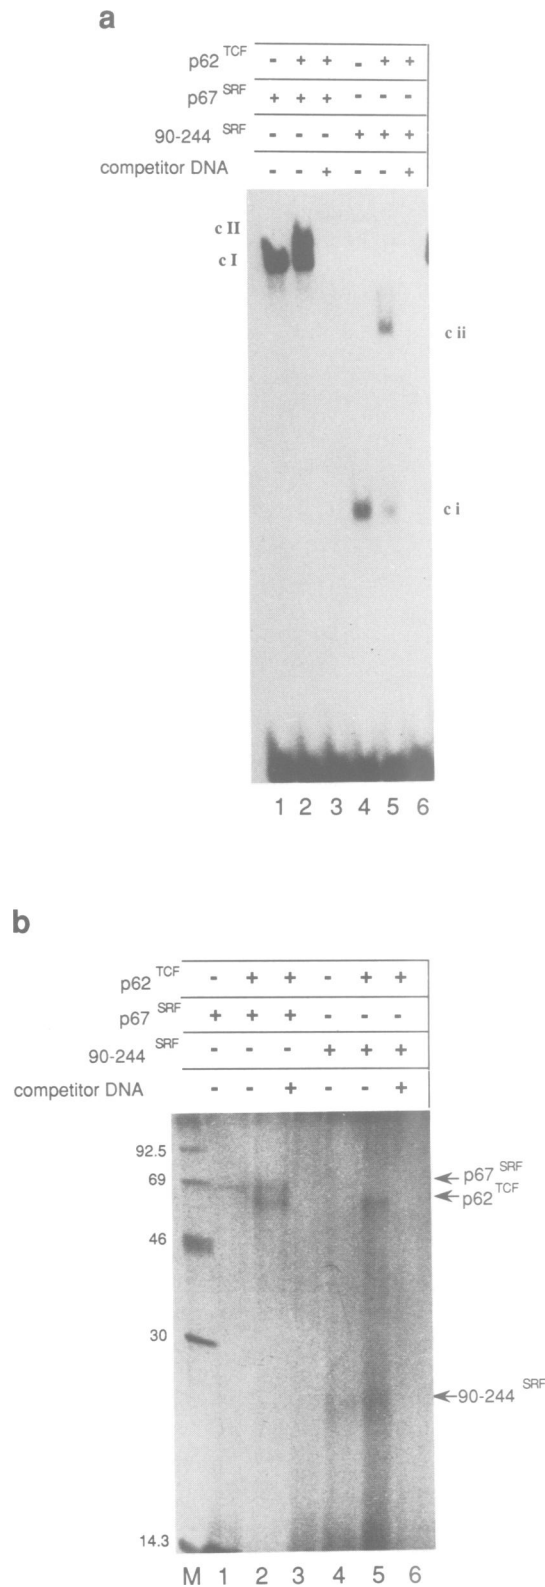 a
p62 TCF - + + - + +
p67 SRF + + + - - -
90-244 SRF - - - + + +
competitor DNA - - + - - +
c II
c I
c ii
c i
1 2 3 4 5 6
b
p62 TCF - + + - + +
p67 SRF + + + - - -
90-244 SRF - - - + + +
competitor DNA - - + - - +
92.5
69
p67 SRF
p62 TCF
46
30
90-244 SRF
14.3
M 1 2 3 4 5 6